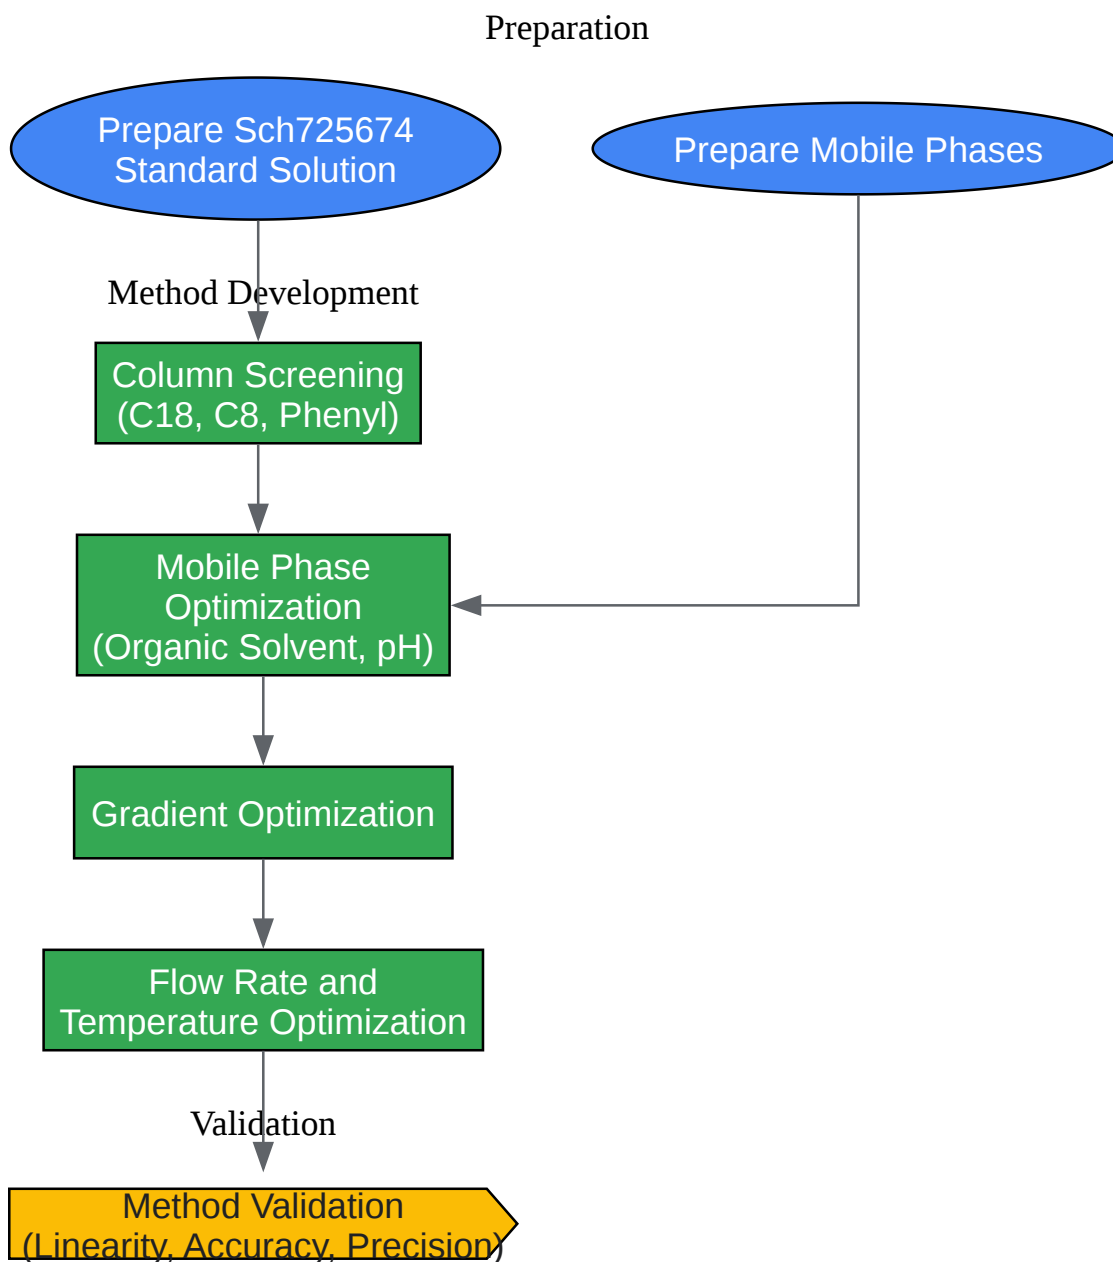 Preparation
Prepare Sch725674
Standard Solution
Prepare Mobile Phases
Method Development
Column Screening
(C18, C8, Phenyl)
Mobile Phase
Optimization
(Organic Solvent, pH)
Gradient Optimization
Flow Rate and
Temperature Optimization
Validation
Method Validation
(Linearity, Accuracy, Precision)